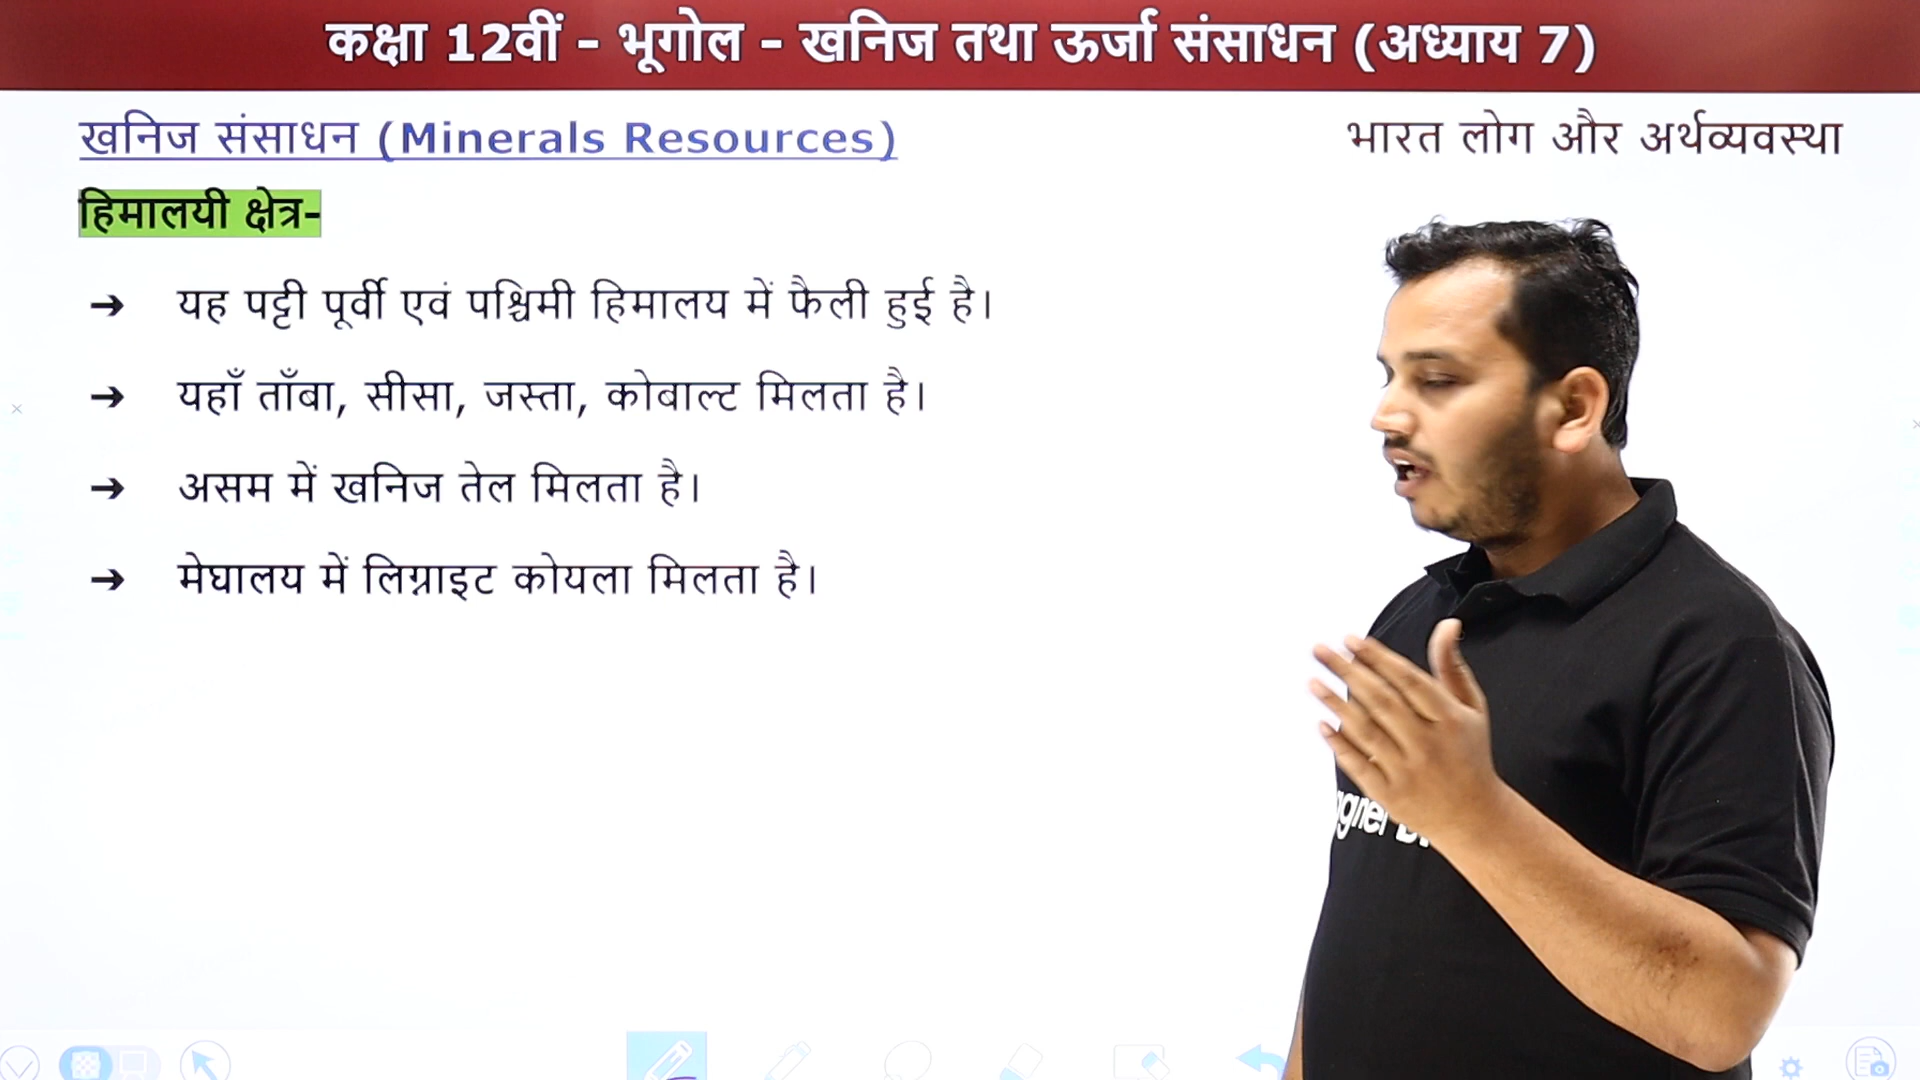 कक्षा 12वीं - भूगोल - खनिज तथा ऊर्जा संसाधन (अध्याय 7)
खनिज संसाधन (Minerals Resources)
भारत लोग और अर्थव्यवस्था
हिमालयी क्षेत्र-
➔ यह पट्टी पूर्वी एवं पश्चिमी हिमालय में फैली हुई है।
➔ यहाँ ताँबा, सीसा, जस्ता, कोबाल्ट मिलता है।
➔ असम में खनिज तेल मिलता है।
➔ मेघालय में लिग्नाइट कोयला मिलता है।